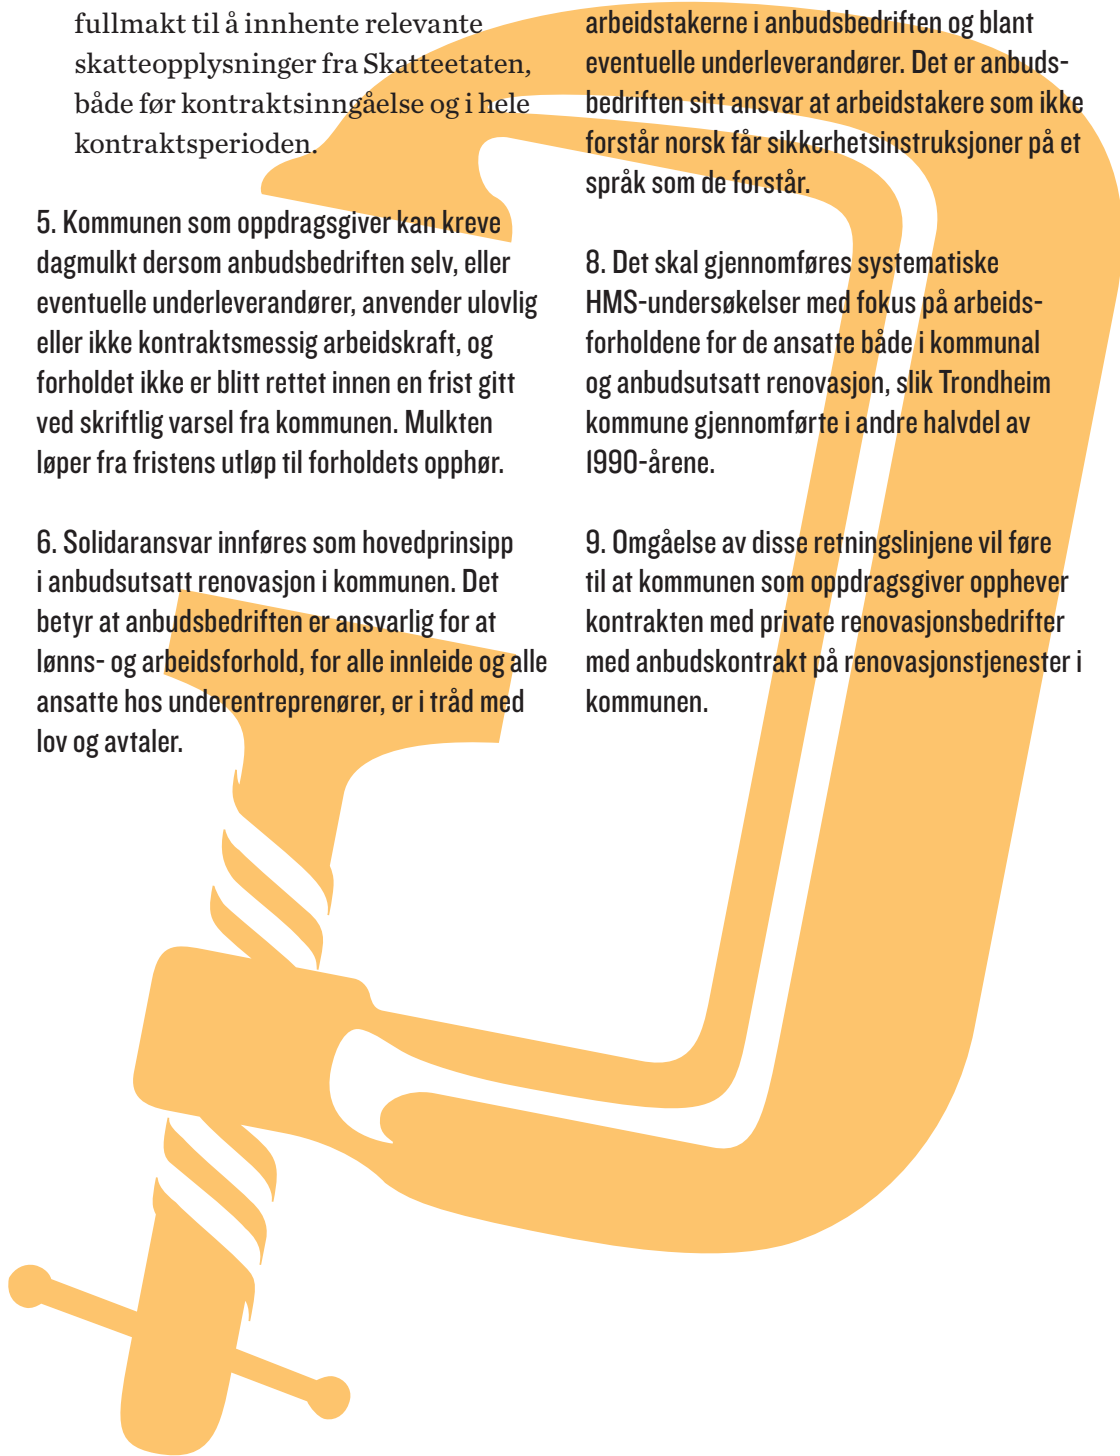 fullmakt til å innhente relevante
skatteopplysninger fra Skatteetaten,
både før kontraktsinngåelse og i hele
kontraktsperioden.
5. Kommunen som oppdragsgiver kan kreve
dagmulkt dersom anbudsbedriften selv, eller
eventuelle underleverandører, anvender ulovlig
eller ikke kontraktsmessig arbeidskraft, og
forholdet ikke er blitt rettet innen en frist gitt
ved skriftlig varsel fra kommunen. Mulkten
løper fra fristens utløp til forholdets opphør.
6. Solidaransvar innføres som hovedprinsipp
i anbudsutsatt renovasjon i kommunen. Det
betyr at anbudsbedriften er ansvarlig for at
lønns- og arbeidsforhold, for alle innleide og alle
ansatte hos underentreprenører, er i tråd med
lov og avtaler.
arbeidstakerne i anbudsbedriften og blant
eventuelle underleverandører. Det er anbuds-
bedriften sitt ansvar at arbeidstakere som ikke
forstår norsk får sikkerhetsinstruksjoner på et
språk som de forstår.
8. Det skal gjennomføres systematiske
HMS-undersøkelser med fokus på arbeids-
forholdene for de ansatte både i kommunal
og anbudsutsatt renovasjon, slik Trondheim
kommune gjennomførte i andre halvdel av
1990-årene.
9. Omgåelse av disse retningslinjene vil føre
til at kommunen som oppdragsgiver opphever
kontrakten med private renovasjonsbedrifter
med anbudskontrakt på renovasjonstjenester i
kommunen.